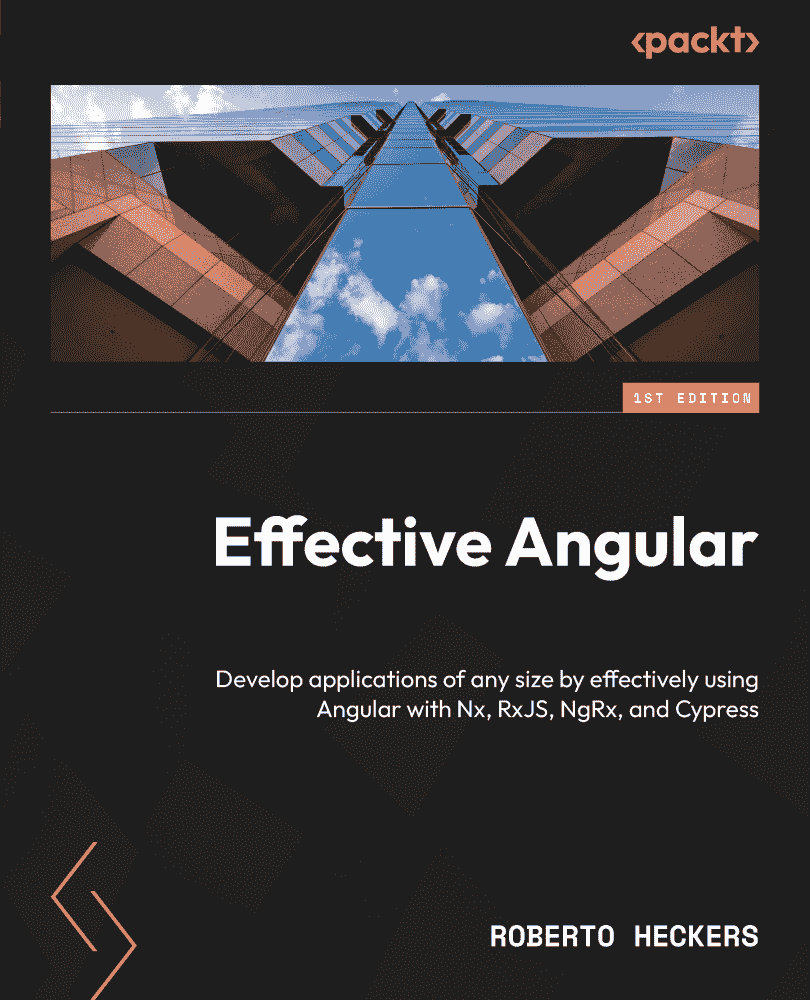 <packt>
1ST EDITION
Effective Angular
Develop applications of any size by effectively using
Angular with Nx, RxJS, NgRx, and Cypress
ROBERTO HECKERS